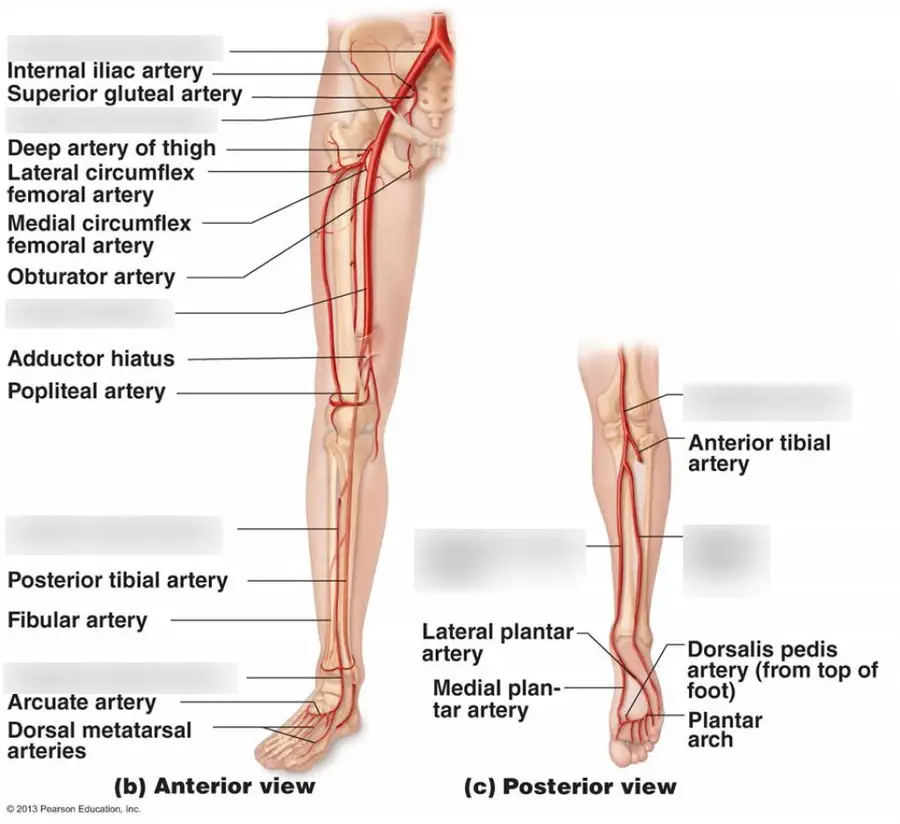 Internal iliac artery
Superior gluteal artery
Deep artery of thigh
Lateral circumflex
femoral artery
Medial circumflex
femoral artery
Obturator artery
Adductor hiatus
Popliteal artery
Posterior tibial artery
Fibular artery
Arcuate artery
Dorsal metatarsal
arteries
(b) Anterior view
Anterior tibial
artery
Lateral plantar
artery
Medial plan-
tar artery
Dorsalis pedis
artery (from top of
foot)
Plantar
arch
(c) Posterior view
© 2013 Pearson Education, Inc.